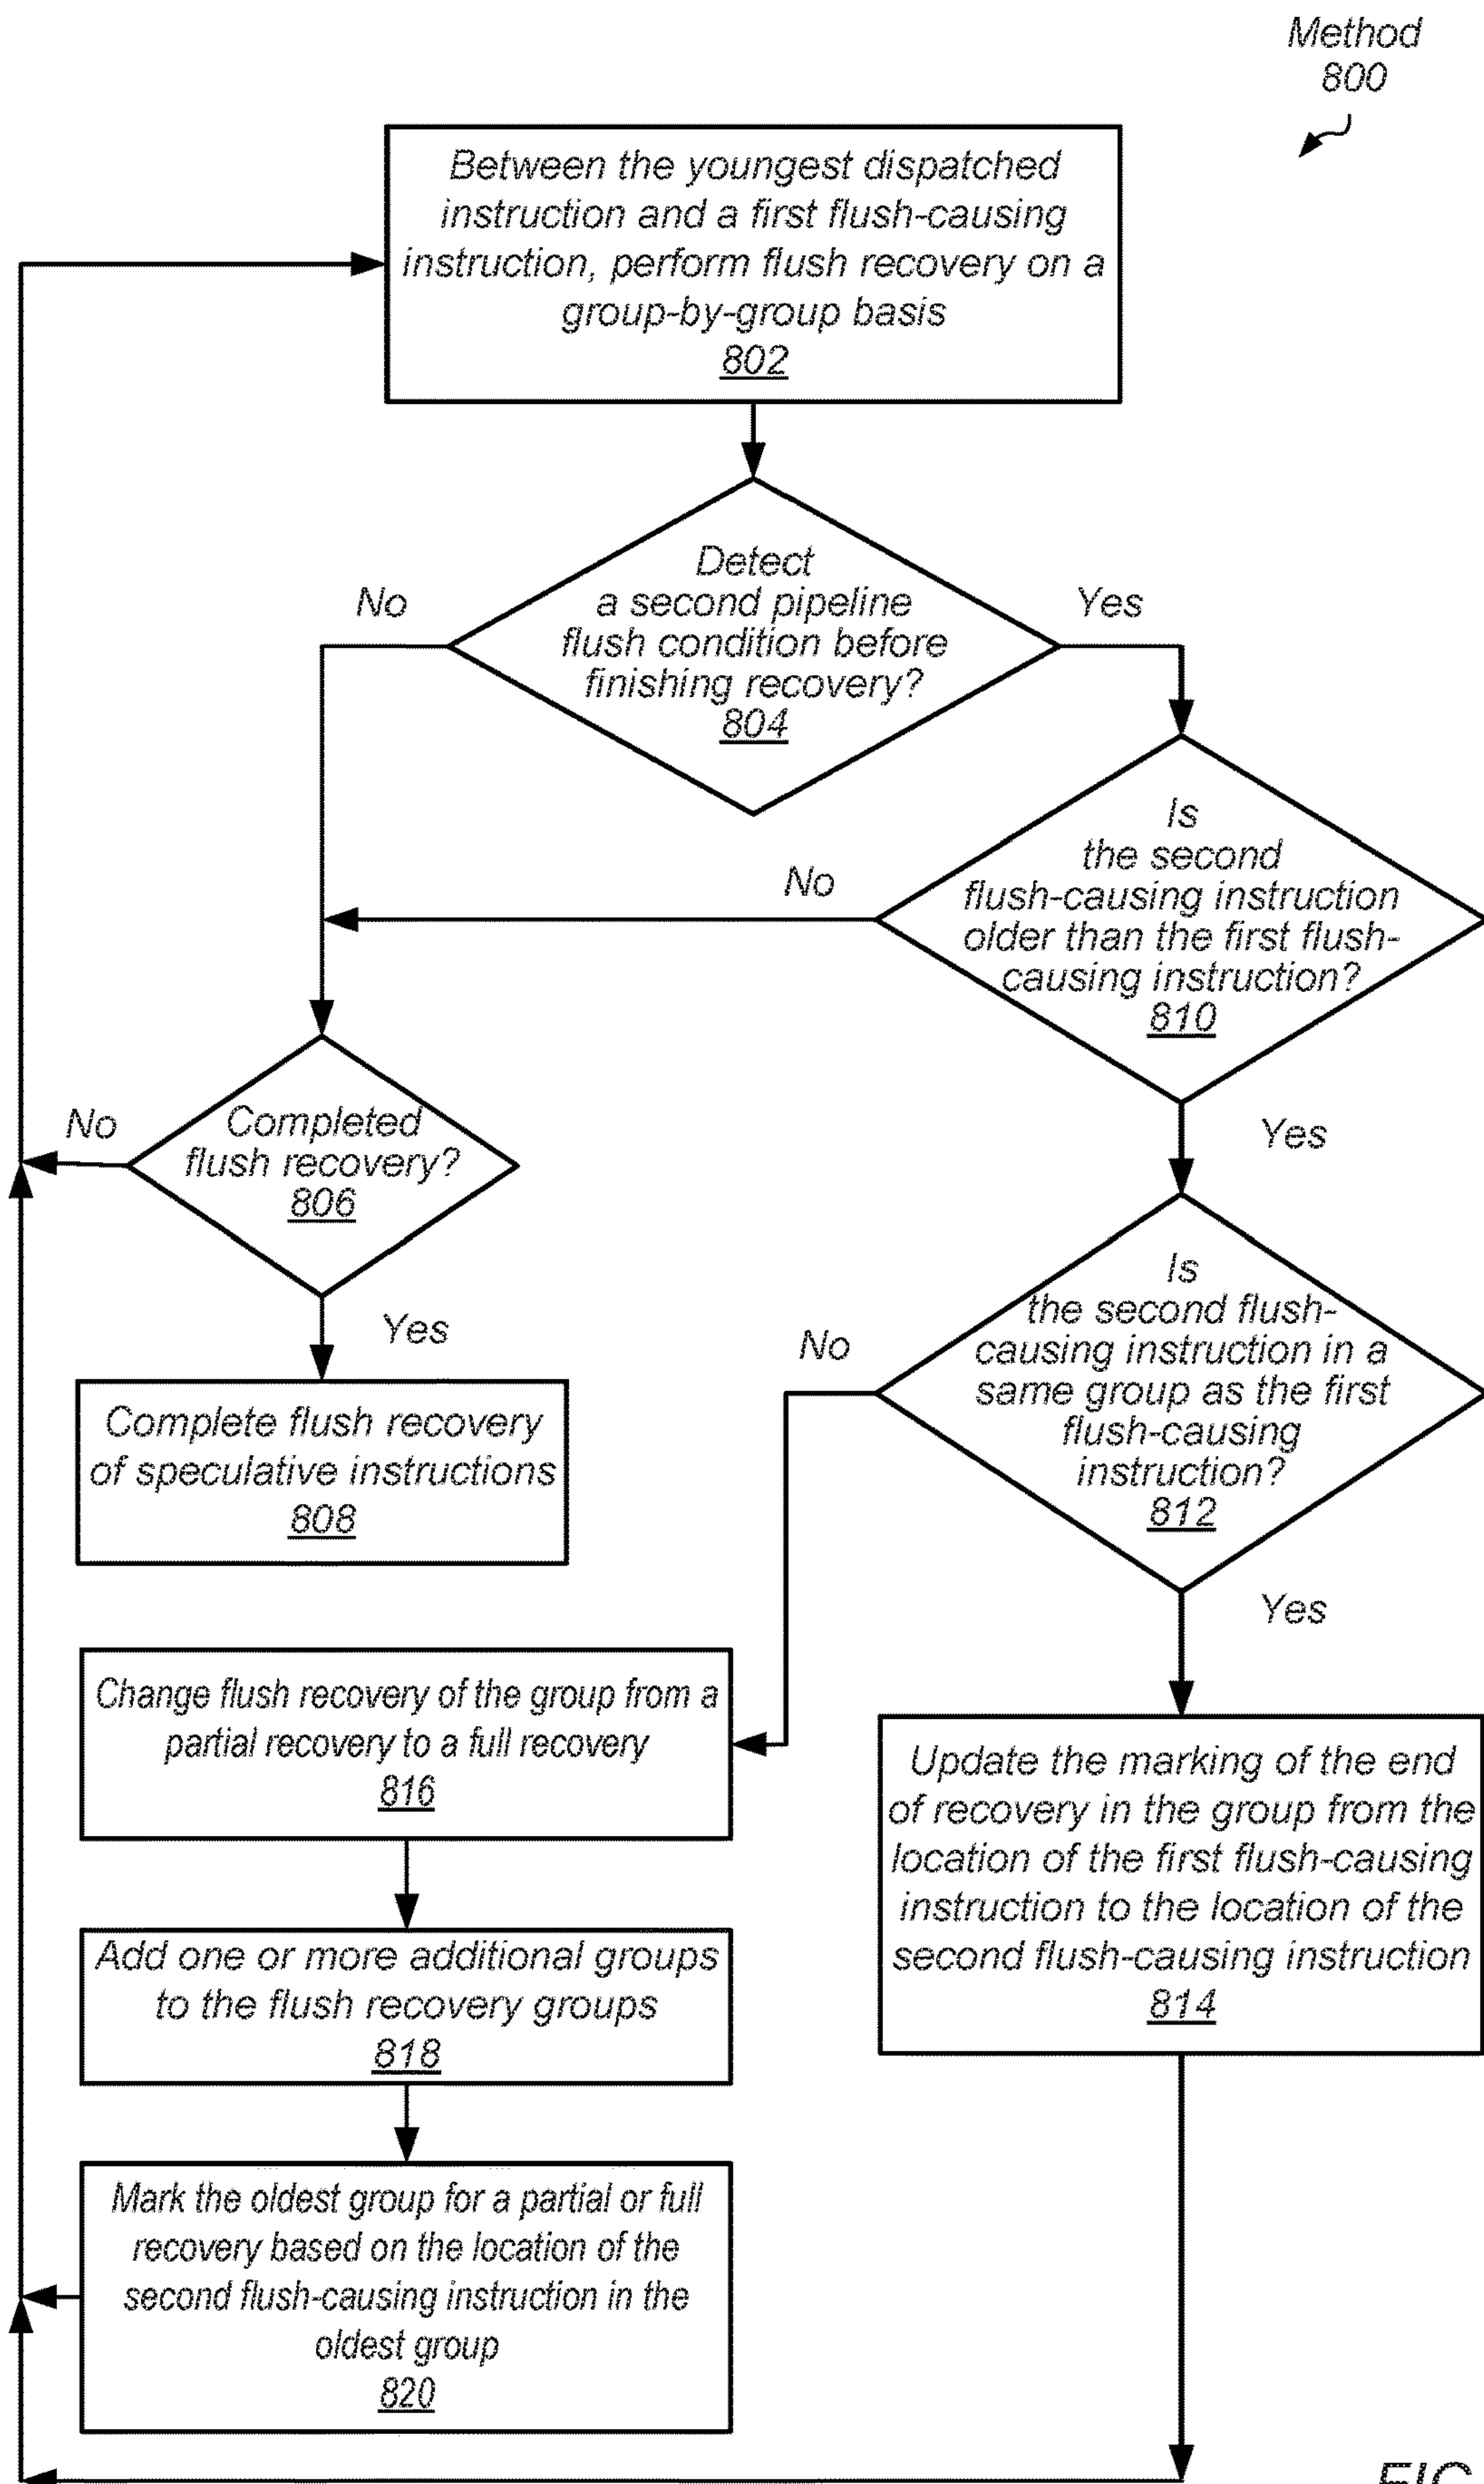 Method
800
Between the youngest dispatched
instruction and a first flush-causing
instruction, perform flush recovery on a
group-by-group basis
802
Detect
a second pipeline
flush condition before
finishing recovery?
804
No
Yes
Is
the second
flush-causing instruction
older than the first flush-
causing instruction?
810
No
Yes
Completed
flush recovery?
806
No
Yes
Complete flush recovery
of speculative instructions
808
Is
the second flush-
causing instruction in a
same group as the first
flush-causing
instruction?
812
No
Yes
Change flush recovery of the group from a
partial recovery to a full recovery
816
Update the marking of the end
of recovery in the group from the
location of the first flush-causing
instruction to the location of the
second flush-causing instruction
814
Add one or more additional groups
to the flush recovery groups
818
Mark the oldest group for a partial or full
recovery based on the location of the
second flush-causing instruction in the
oldest group
820